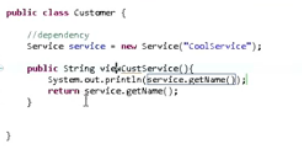 public class Customer {
//dependency
Service service = new Service("CoolService");
public String viewCustService(){
System.out.println(service.getName());
return service.getName();
}
}